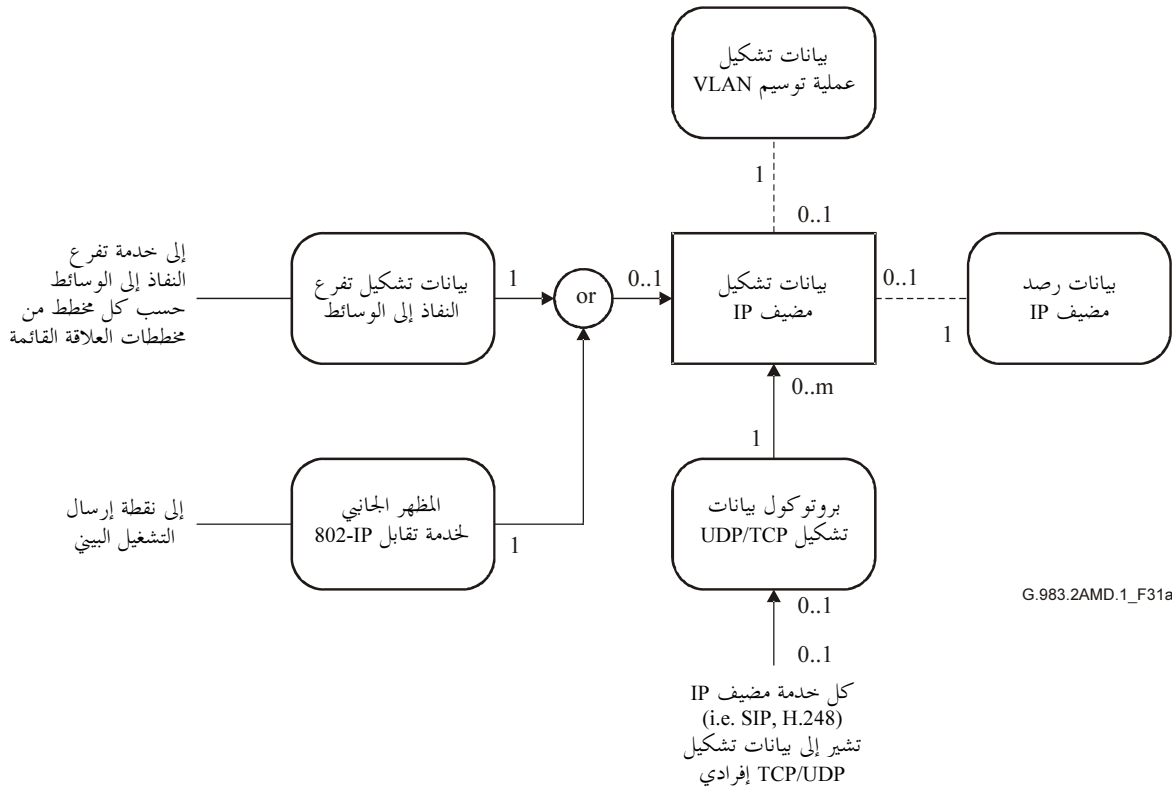 بيانات تشكيل
عملية توسيم VLAN
1
0..1
إلى خدمة تفرع
النفاذ إلى الوسائط
حسب كل مخطط من
مخططات العلاقة القائمة
بيانات تشكيل تفرع
النفاذ إلى الوسائط
1
or
0..1
بيانات تشكيل
مضيف IP
0..1
1
بيانات رصد
مضيف IP
0..m
1
إلى نقطة إرسال
التشغيل البيني
المظهر الجانبي
لخدمة تقابل 802-IP
1
بروتوكول بيانات
تشكيل UDP/TCP
G.983.2AMD.1_F31a
0..1
0..1
كل خدمة مضيف IP
(i.e. SIP, H.248)
تشير إلى بيانات تشكيل
TCP/UDP إفرادي